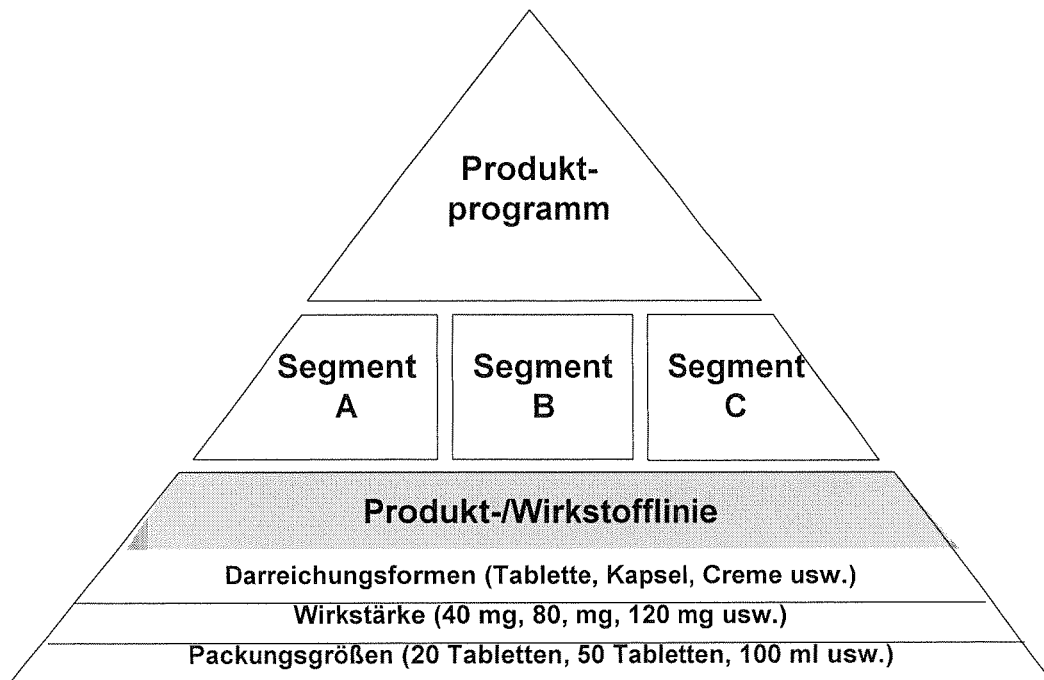 Produkt-
programm
Segment
A
Segment
B
Segment
C
Produkt-/Wirkstofflinie
Darreichungsformen (Tablette, Kapsel, Creme usw.)
Wirkstärke (40 mg, 80, mg, 120 mg usw.)
Packungsgrößen (20 Tabletten, 50 Tabletten, 100 ml usw.)